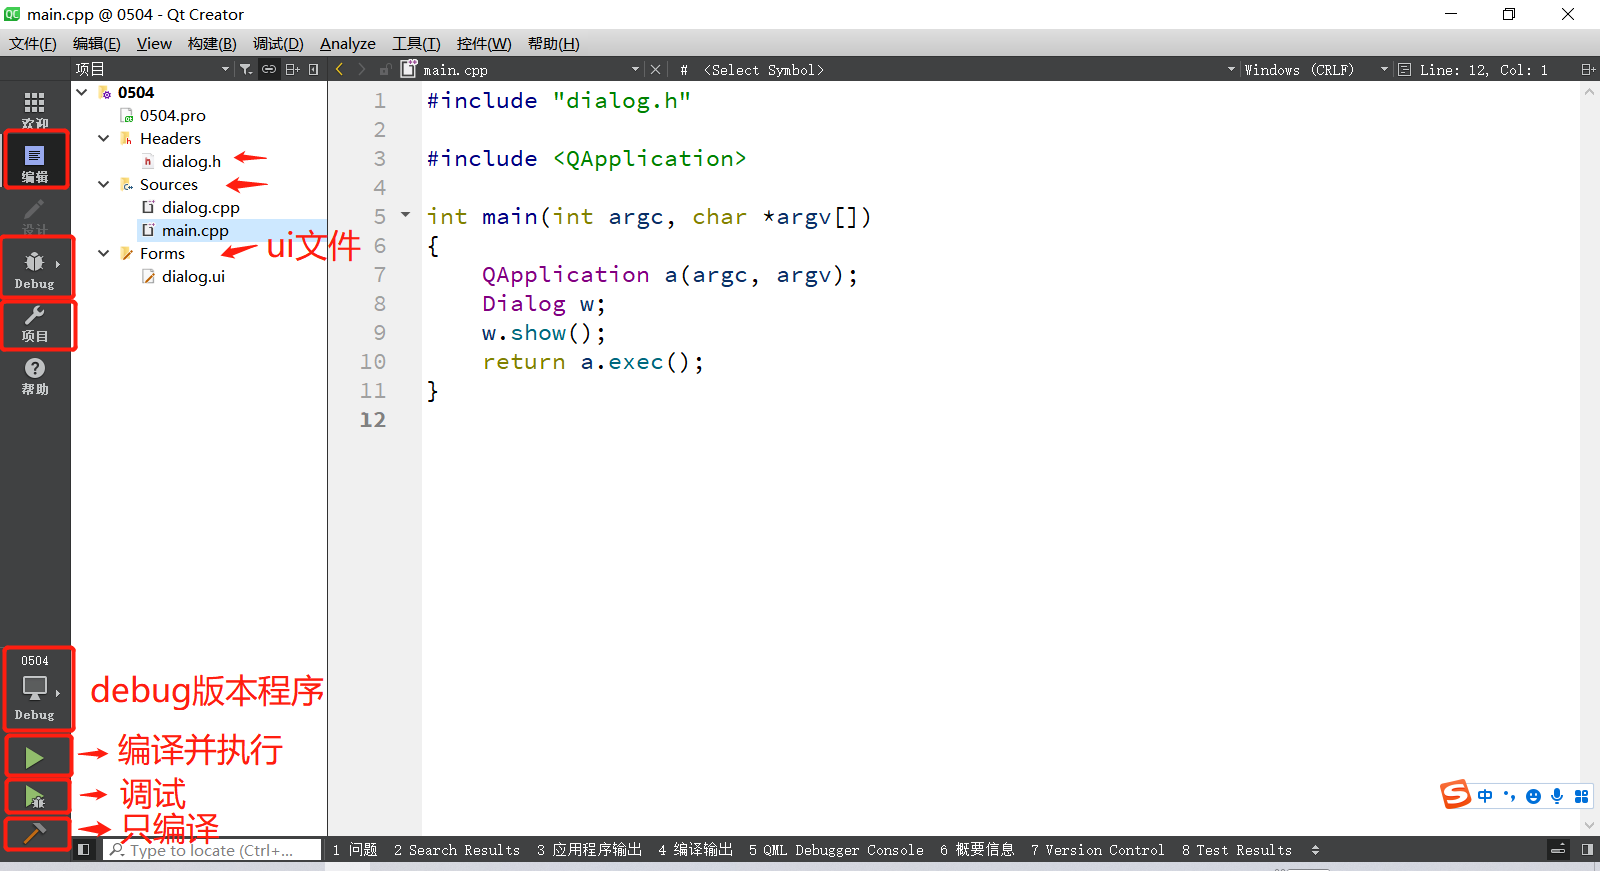 QC main.cpp @ 0504 - Qt Creator
文件(F) 编辑(E) View 构建(B) 调试(D) Analyze 工具(T) 控件(W) 帮助(H)
项目 main.cpp # <Select Symbol> Windows (CRLF) Line: 12, Col: 1
欢迎
编辑
设计
Debug
项目
帮助
0504
0504.pro
Headers
dialog.h
Sources
dialog.cpp
main.cpp
Forms
dialog.ui
ui文件
1 #include "dialog.h"
2
3 #include <QApplication>
4
5 int main(int argc, char *argv[])
6 {
7 QApplication a(argc, argv);
8 Dialog w;
9 w.show();
10 return a.exec();
11 }
12
0504
Debug
debug版本程序
编译并执行
调试
只编译
S 中
Type to locate (Ctrl+...
1 问题 2 Search Results 3 应用程序输出 4 编译输出 5 QML Debugger Console 6 概要信息 7 Version Control 8 Test Results